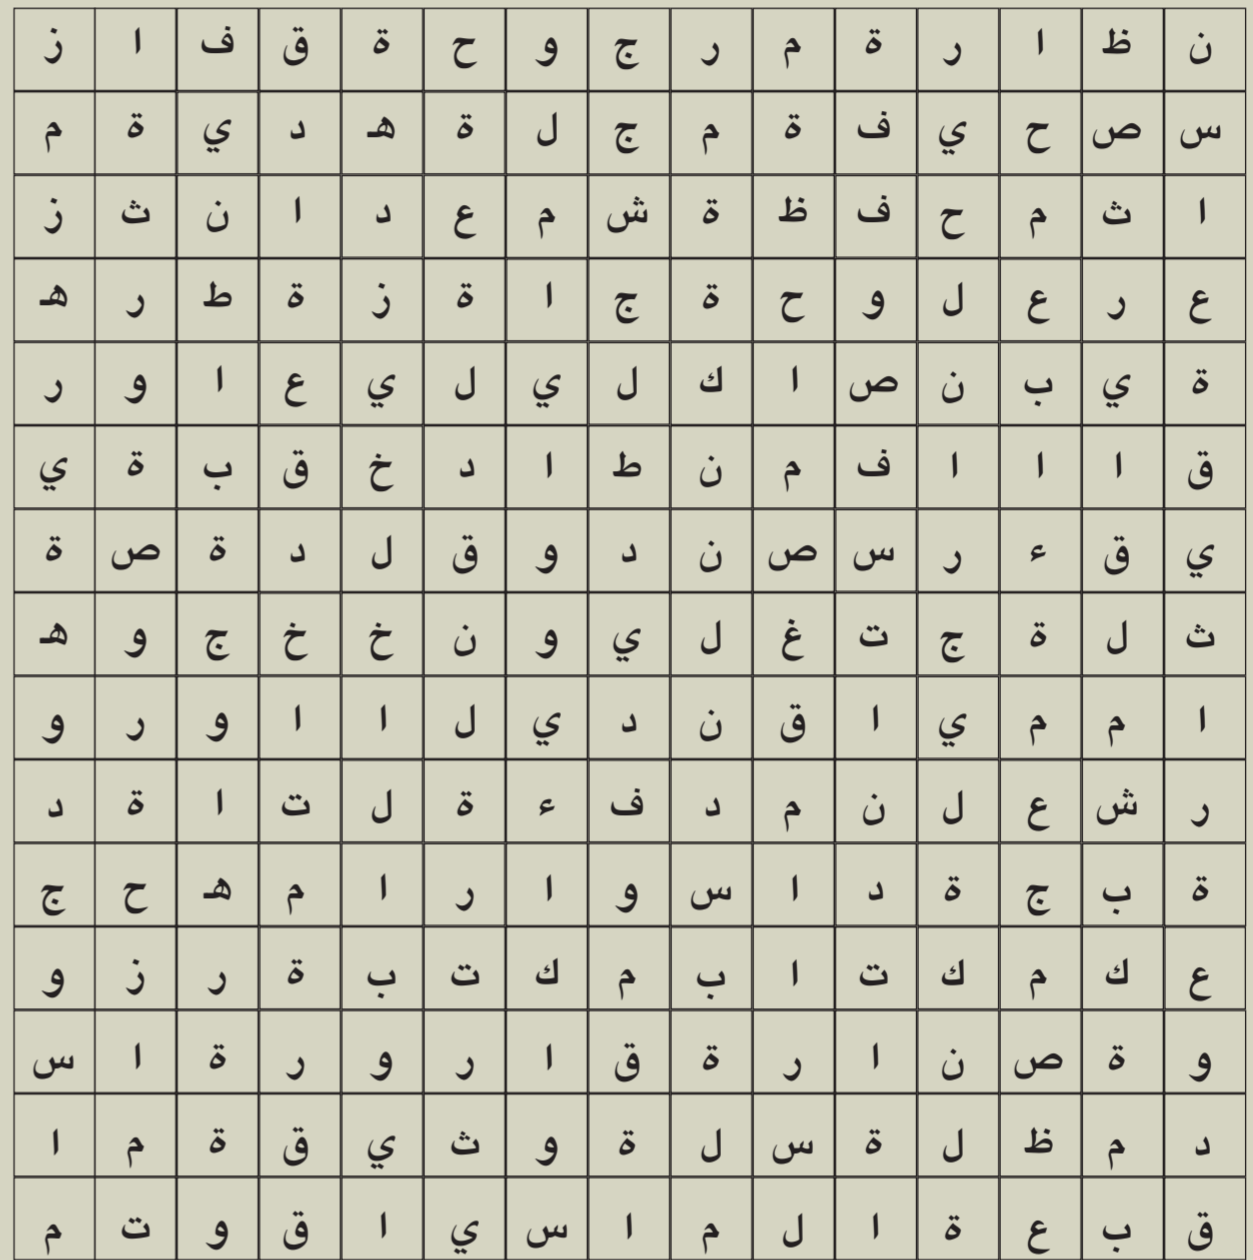 ن ظ ا ر ة م ر ج و ح ة ق ف ا ز
س ص ح ي ف ة م ج ل ة هـ د ي ة م
ا ث م ح ف ظ ة ش م ع د ا ن ث ز
ع ر ع ل و ح ة ج ا ة ز ة ط ر هـ
ة ي ب ن ص ا ك ل ي ل ي ع ا و ر
ق ا ا ا ف م ن ط ا د خ ق ب ة ي
ي ق ء ر س ص ن د و ق ل د ة ص ة
ث ل ة ج ت غ ل ي و ن خ خ ج و هـ
ا م م ي ا ق ن د ي ل ا ا و ر و
ر ش ع ل ن م د ف ء ة ل ت ا ة د
ة ب ج ة د ا س و ا ر ا م هـ ح ج
ع ك م ك ت ا ب م ك ت ب ة ر ز و
و ة ص ن ا ر ة ق ا ر و ر ة ا س
د م ظ ل ة س ل ة و ث ي ق ة م ا
ق ب ع ة ا ل م ا س ي ا ق و ت م